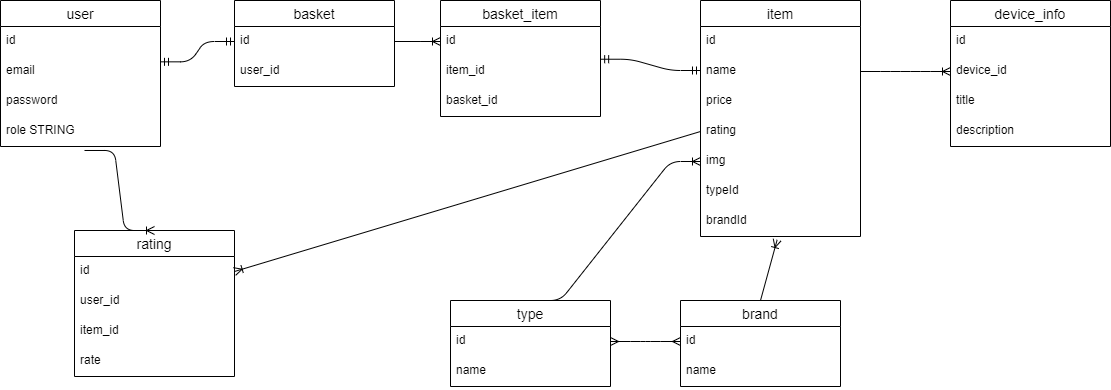 user
id
email
password
role STRING
basket
id
user_id
basket_item
id
item_id
basket_id
item
id
name
price
rating
img
typeId
brandId
device_info
id
device_id
title
description
rating
id
user_id
item_id
rate
type
id
name
brand
id
name